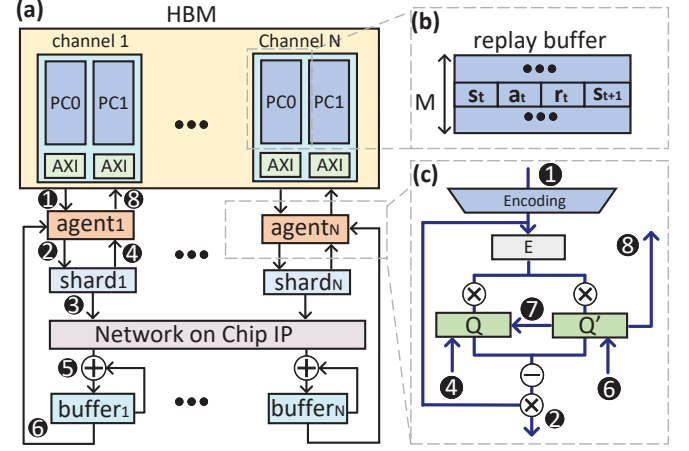 (a)
HBM
channel 1
Channel N
PC0 PC1
PC0 PC1
AXI AXI
AXI AXI
1 8
agent1
agentN
2 4
shard1
shardN
3
Network on Chip IP
5 +
+
buffer1
bufferN
6
(b)
replay buffer
M
st at rt st+1
(c)
1
Encoding
E
8
× ×
Q 7 Q'
4 6
−
× 2